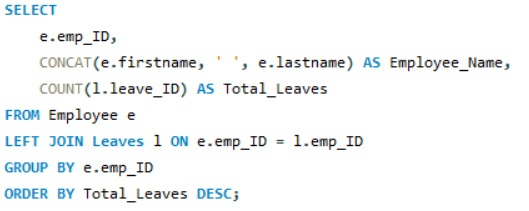 SELECT
    e.emp_ID,
    CONCAT(e.firstname, ' ', e.lastname) AS Employee_Name,
    COUNT(l.leave_ID) AS Total_Leaves
FROM Employee e
LEFT JOIN Leaves l ON e.emp_ID = l.emp_ID
GROUP BY e.emp_ID
ORDER BY Total_Leaves DESC;